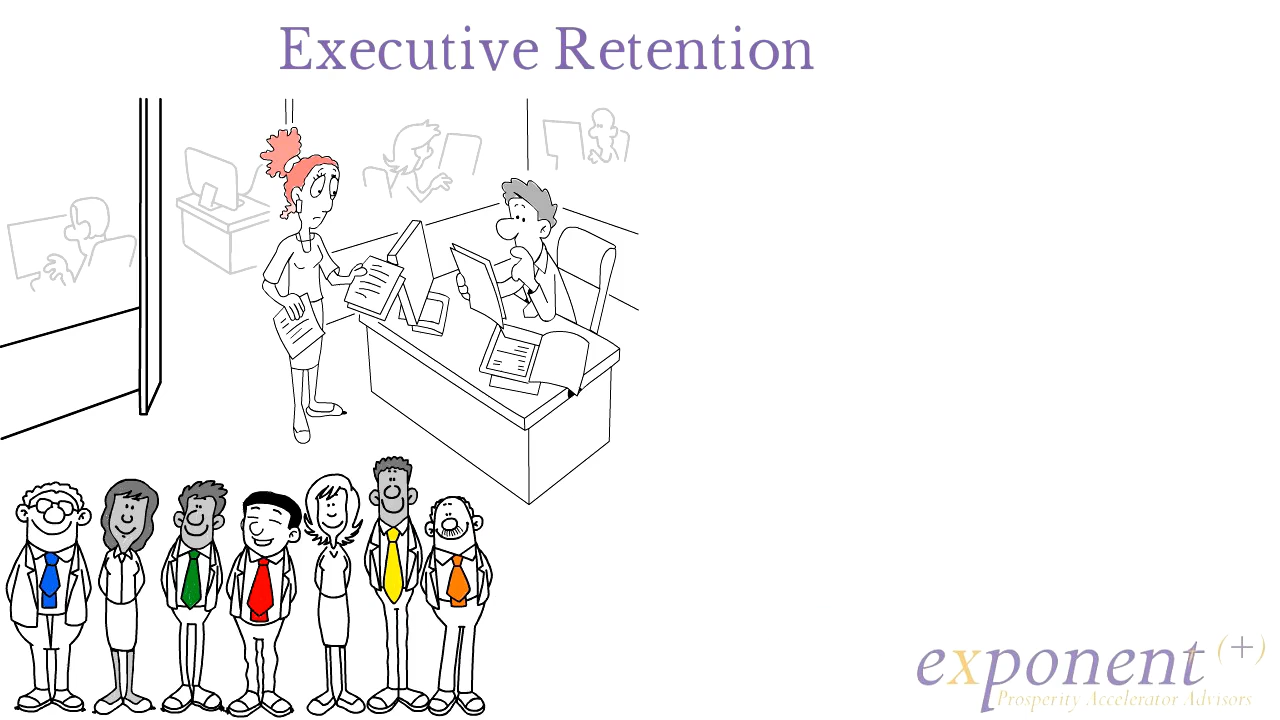 Executive Retention
exponent (+)
Prosperity Accelerator Advisors